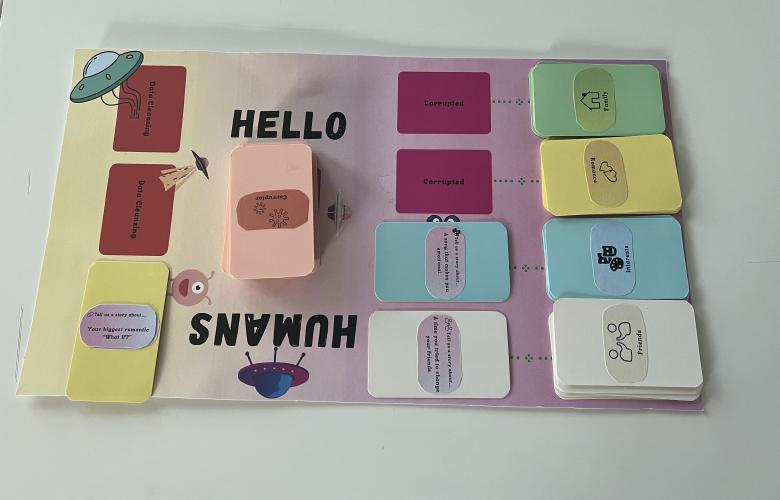 Data Cleansing
HELLO
Corrupted
Family
Data Cleansing
Corrupter
Corrupted
Romance
Tell us a story about...
A song that makes you
emotional.
Interests
Tell us a story about...
Your biggest romantic
"What if?"
HUMANS
Tell us a story about...
A time you tried to change
your friends
Friends